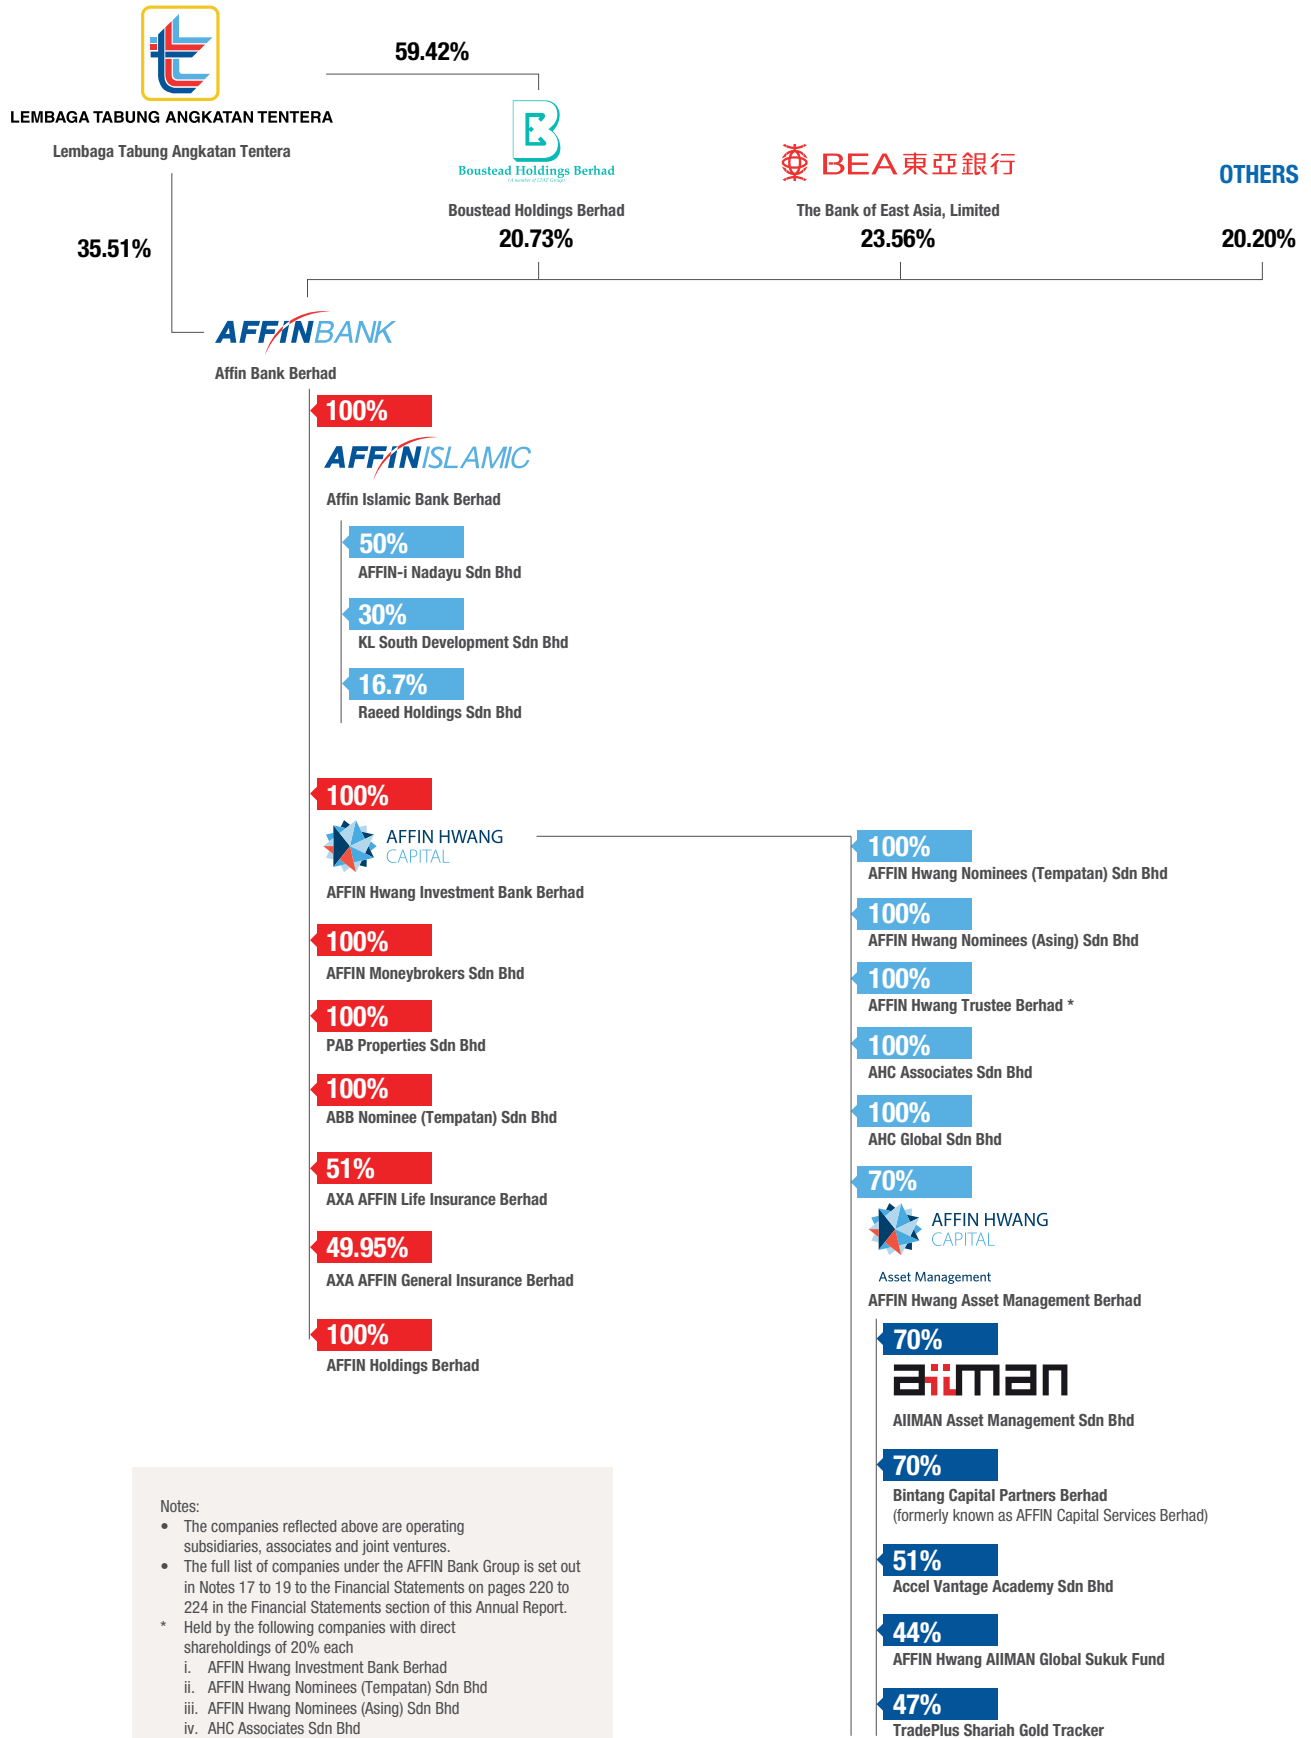 59.42%
LEMBAGA TABUNG ANGKATAN TENTERA
Lembaga Tabung Angkatan Tentera
Boustead Holdings Berhad
Boustead Holdings Berhad
20.73%
BEA東亞銀行
The Bank of East Asia, Limited
23.56%
OTHERS
20.20%
35.51%
AFFINBANK
Affin Bank Berhad
100%
AFFINISLAMIC
Affin Islamic Bank Berhad
50%
AFFIN-i Nadayu Sdn Bhd
30%
KL South Development Sdn Bhd
16.7%
Raeed Holdings Sdn Bhd
100%
AFFIN HWANG
CAPITAL
AFFIN Hwang Investment Bank Berhad
100%
AFFIN Moneybrokers Sdn Bhd
100%
PAB Properties Sdn Bhd
100%
ABB Nominee (Tempatan) Sdn Bhd
51%
AXA AFFIN Life Insurance Berhad
49.95%
AXA AFFIN General Insurance Berhad
100%
AFFIN Holdings Berhad
100%
AFFIN Hwang Nominees (Tempatan) Sdn Bhd
100%
AFFIN Hwang Nominees (Asing) Sdn Bhd
100%
AFFIN Hwang Trustee Berhad *
100%
AHC Associates Sdn Bhd
100%
AHC Global Sdn Bhd
70%
AFFIN HWANG
CAPITAL
Asset Management
AFFIN Hwang Asset Management Berhad
70%
aiiman
AIIMAN Asset Management Sdn Bhd
70%
Bintang Capital Partners Berhad
(formerly known as AFFIN Capital Services Berhad)
51%
Accel Vantage Academy Sdn Bhd
44%
AFFIN Hwang AIIMAN Global Sukuk Fund
47%
TradePlus Shariah Gold Tracker
Notes:
• The companies reflected above are operating
subsidiaries, associates and joint ventures.
• The full list of companies under the AFFIN Bank Group is set out
in Notes 17 to 19 to the Financial Statements on pages 220 to
224 in the Financial Statements section of this Annual Report.
* Held by the following companies with direct
shareholdings of 20% each
i. AFFIN Hwang Investment Bank Berhad
ii. AFFIN Hwang Nominees (Tempatan) Sdn Bhd
iii. AFFIN Hwang Nominees (Asing) Sdn Bhd
iv. AHC Associates Sdn Bhd